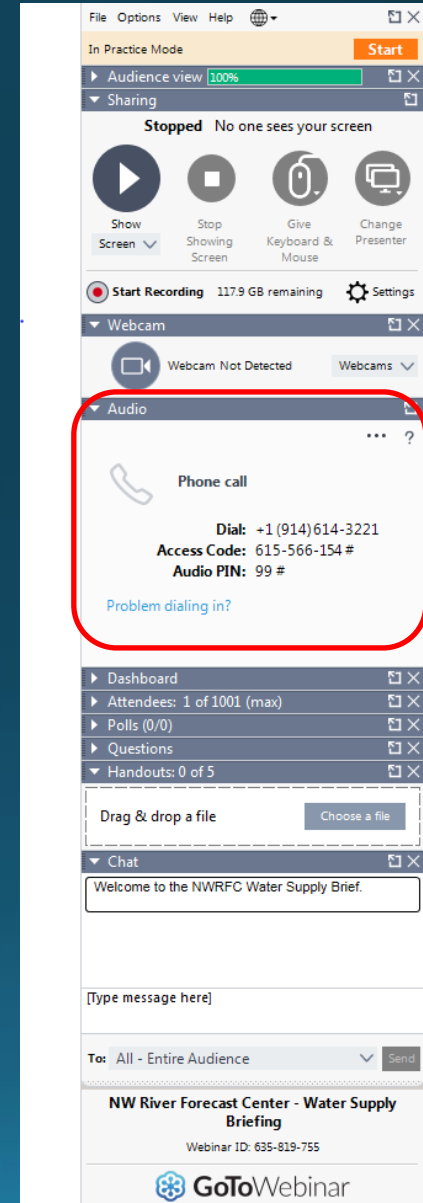 File Options View Help
In Practice Mode Start
Audience view 100%
Sharing
Stopped No one sees your screen
Show Stop Give Change
Screen Showing Keyboard & Presenter
Screen Mouse
Start Recording 117.9 GB remaining Settings
Webcam
Webcam Not Detected Webcams
Audio
... ?
Phone call
Dial: +1 (914) 614-3221
Access Code: 615-566-154 #
Audio PIN: 99 #
Problem dialing in?
Dashboard
Attendees: 1 of 1001 (max)
Polls (0/0)
Questions
Handouts: 0 of 5
Drag & drop a file Choose a file
Chat
Welcome to the NWRFC Water Supply Brief.
[Type message here]
To: All - Entire Audience Send
NW River Forecast Center - Water Supply
Briefing
Webinar ID: 635-819-755
GoToWebinar